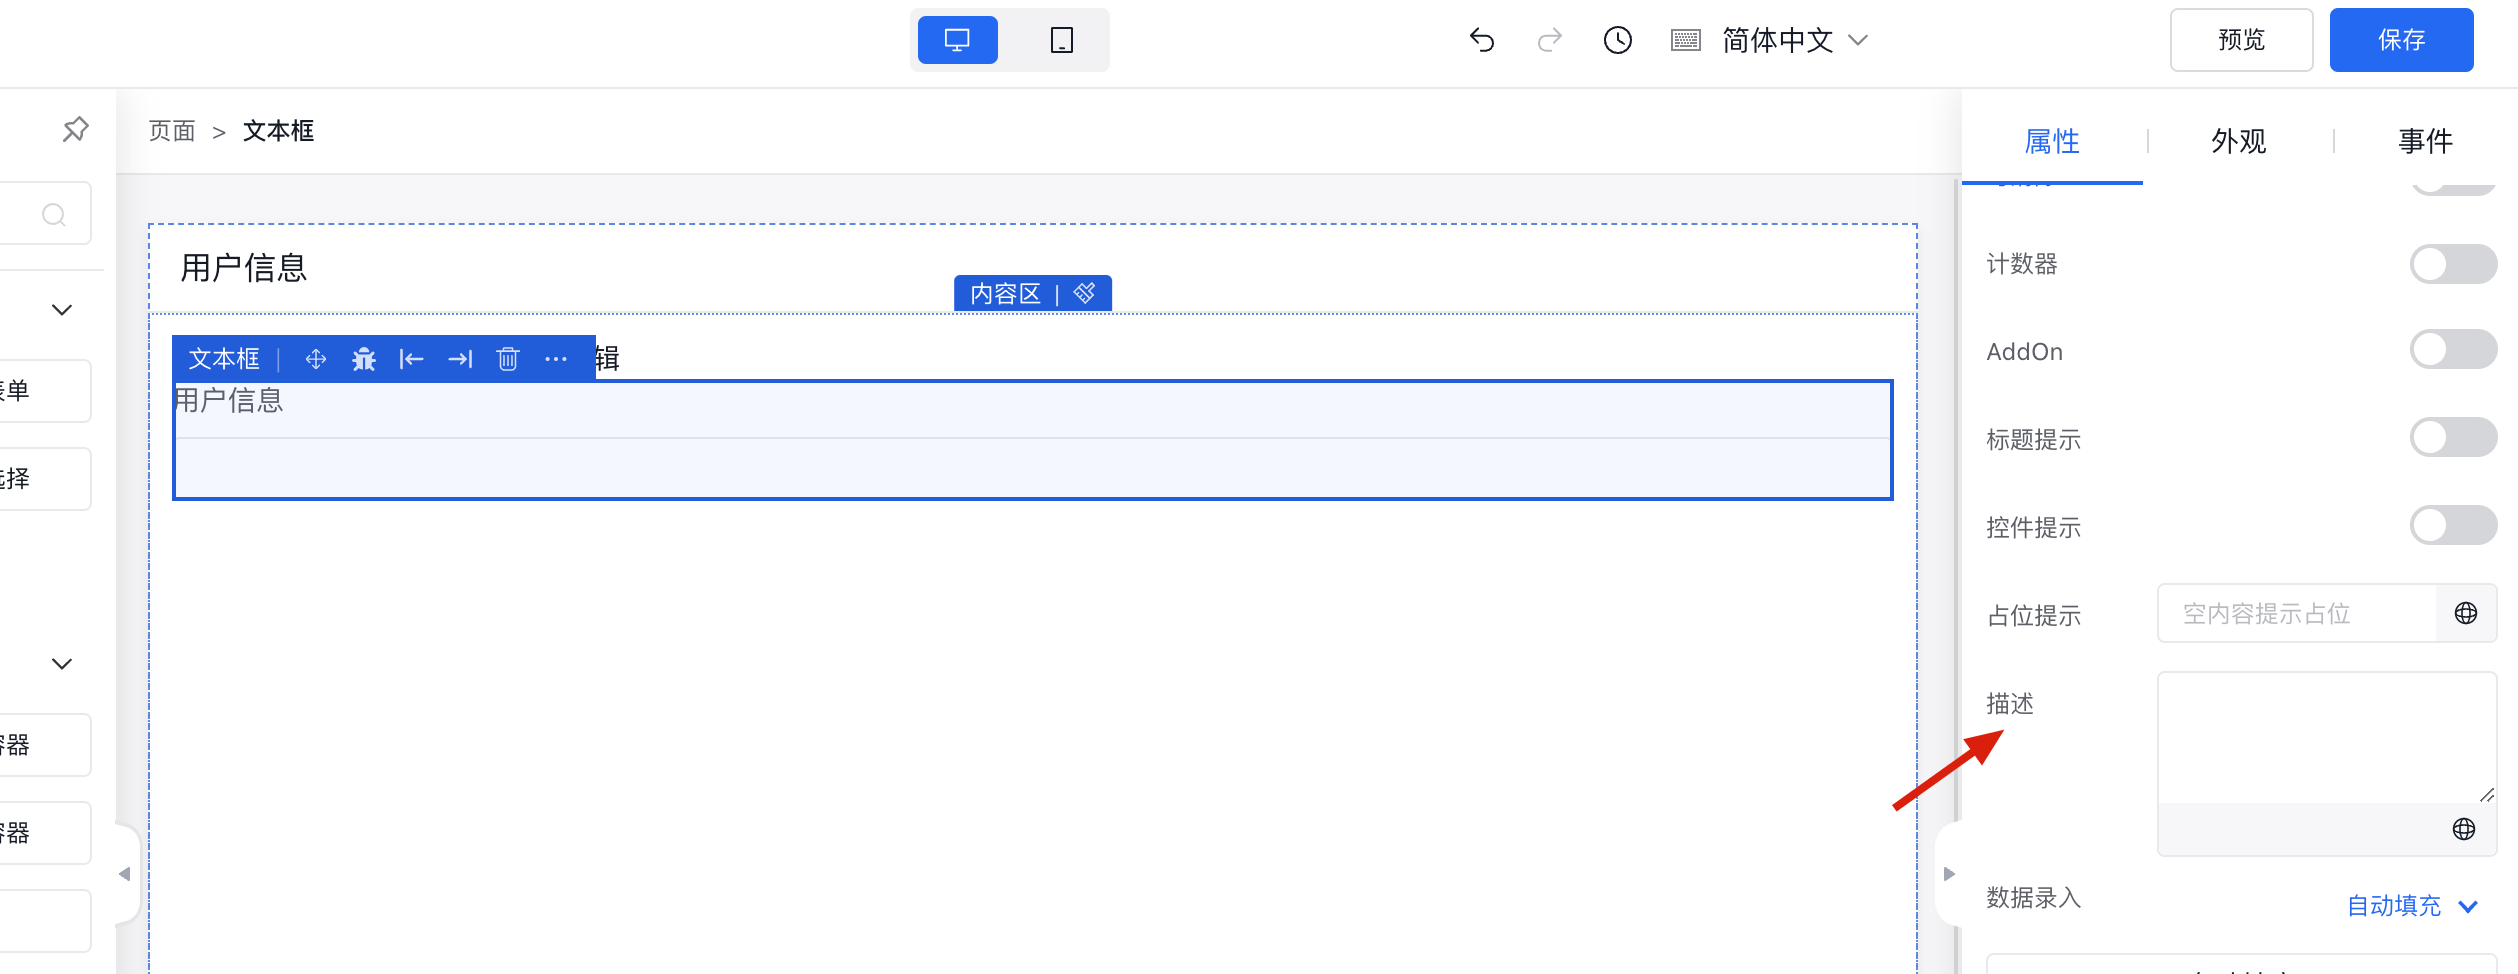 简体中文
预览
保存
页面 > 文本框
属性
外观
事件
用户信息
内容区
计数器
文本框
辑
AddOn
单
用户信息
标题提示
择
控件提示
占位提示
空内容提示占位
描述
器
器
数据录入
自动填充